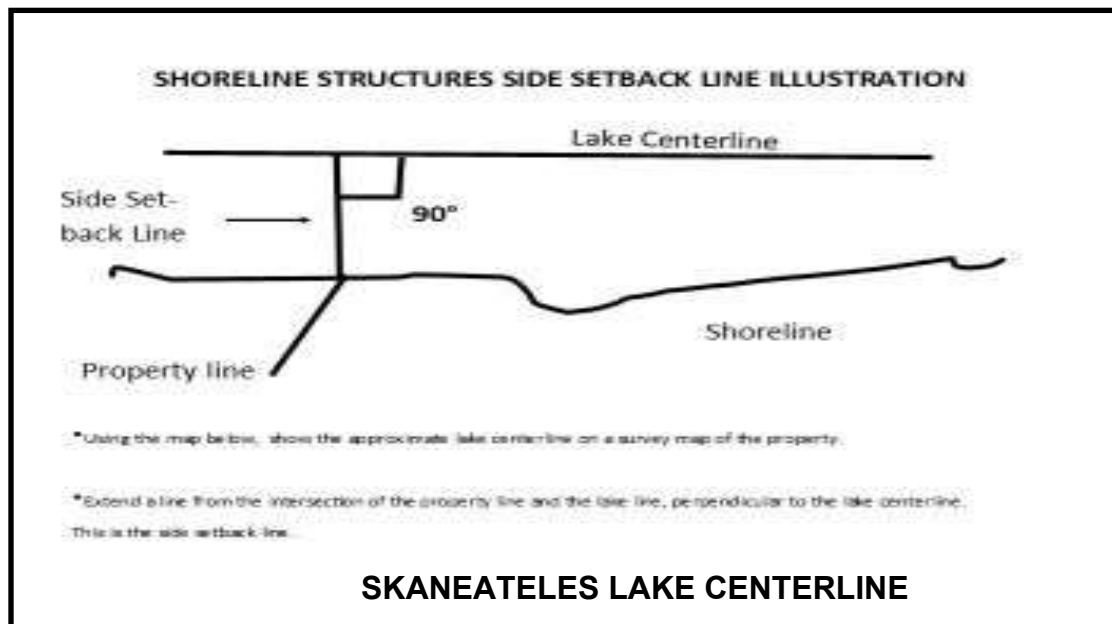 SHORELINE STRUCTURES SIDE SETBACK LINE ILLUSTRATION
Lake Centerline
Side Set-
back Line
90°
Shoreline
Property line
*Using the map below, show the approximate lake centerline on a survey map of the property.
*Extend a line from the intersection of the property line and the lake line, perpendicular to the lake centerline.
This is the side setback line.
SKANEATELES LAKE CENTERLINE